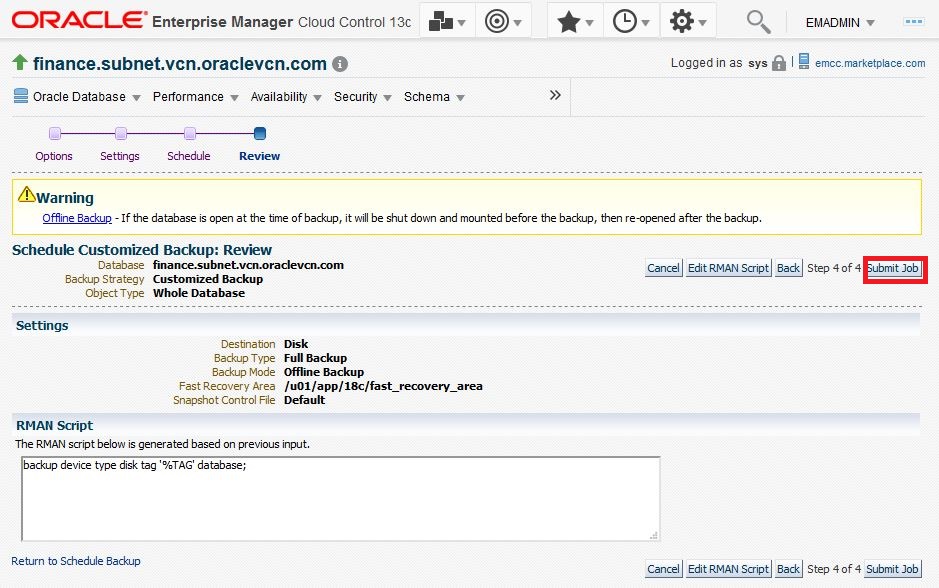 ORACLE® Enterprise Manager Cloud Control 13c
EMADMIN
finance.subnet.vcn.oraclevcn.com
Logged in as sys
emcc.marketplace.com
Oracle Database Performance Availability Security Schema »
Options Settings Schedule Review
Warning
Offline Backup - If the database is open at the time of backup, it will be shut down and mounted before the backup, then re-opened after the backup.
Schedule Customized Backup: Review
Database finance.subnet.vcn.oraclevcn.com
Backup Strategy Customized Backup
Object Type Whole Database
Cancel Edit RMAN Script Back Step 4 of 4 Submit Job
Settings
Destination Disk
Backup Type Full Backup
Backup Mode Offline Backup
Fast Recovery Area /u01/app/18c/fast_recovery_area
Snapshot Control File Default
RMAN Script
The RMAN script below is generated based on previous input.
backup device type disk tag '%TAG' database;
Return to Schedule Backup
Cancel Edit RMAN Script Back Step 4 of 4 Submit Job